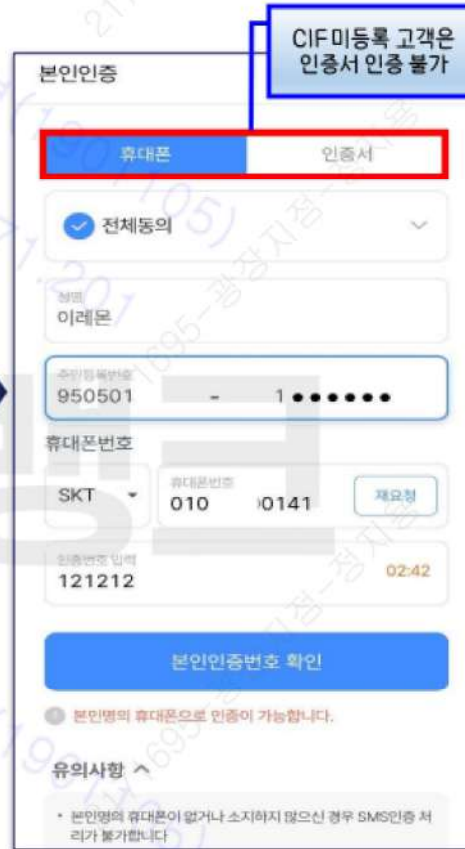 CIF미등록 고객은
인증서 인증 불가
본인인증
휴대폰 인증서
전체동의
성명
이레몬
주민등록번호
950501 - 1●●●●●●
휴대폰번호
SKT 휴대폰번호 010 0141 재요청
인증번호 입력
121212 02:42
본인인증번호 확인
본인명의 휴대폰으로 인증이 가능합니다.
유의사항
• 본인명의 휴대폰이 없거나 소지하지 않으신 경우 SMS인증 처
리가 불가합니다